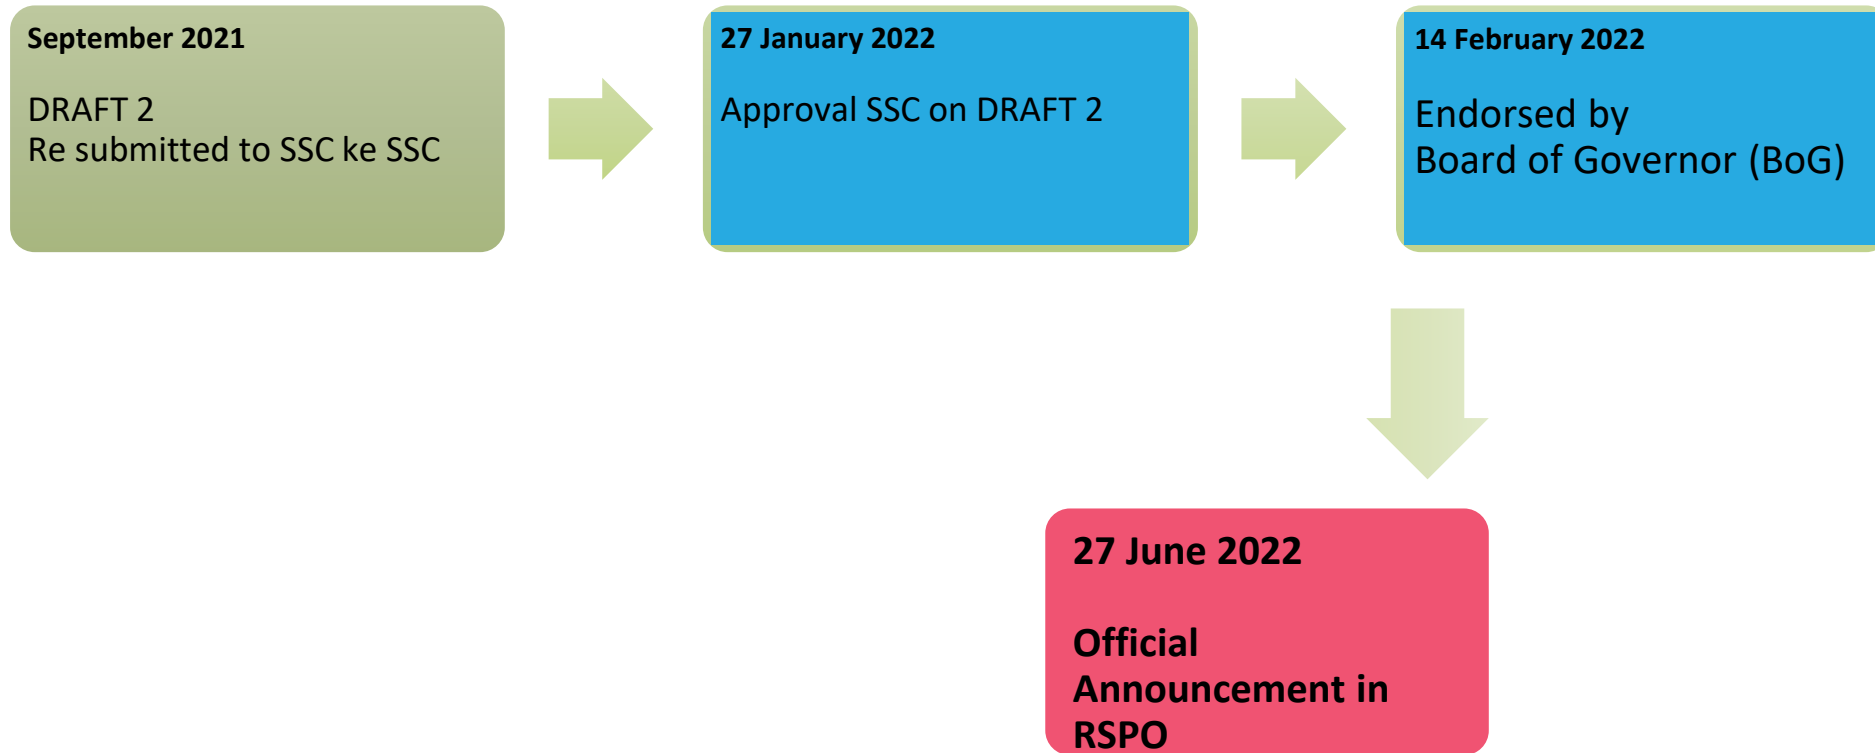 September 2021
DRAFT 2
Re submitted to SSC ke SSC
27 January 2022
Approval SSC on DRAFT 2
14 February 2022
Endorsed by
Board of Governor (BoG)
27 June 2022
Official
Announcement in
RSPO